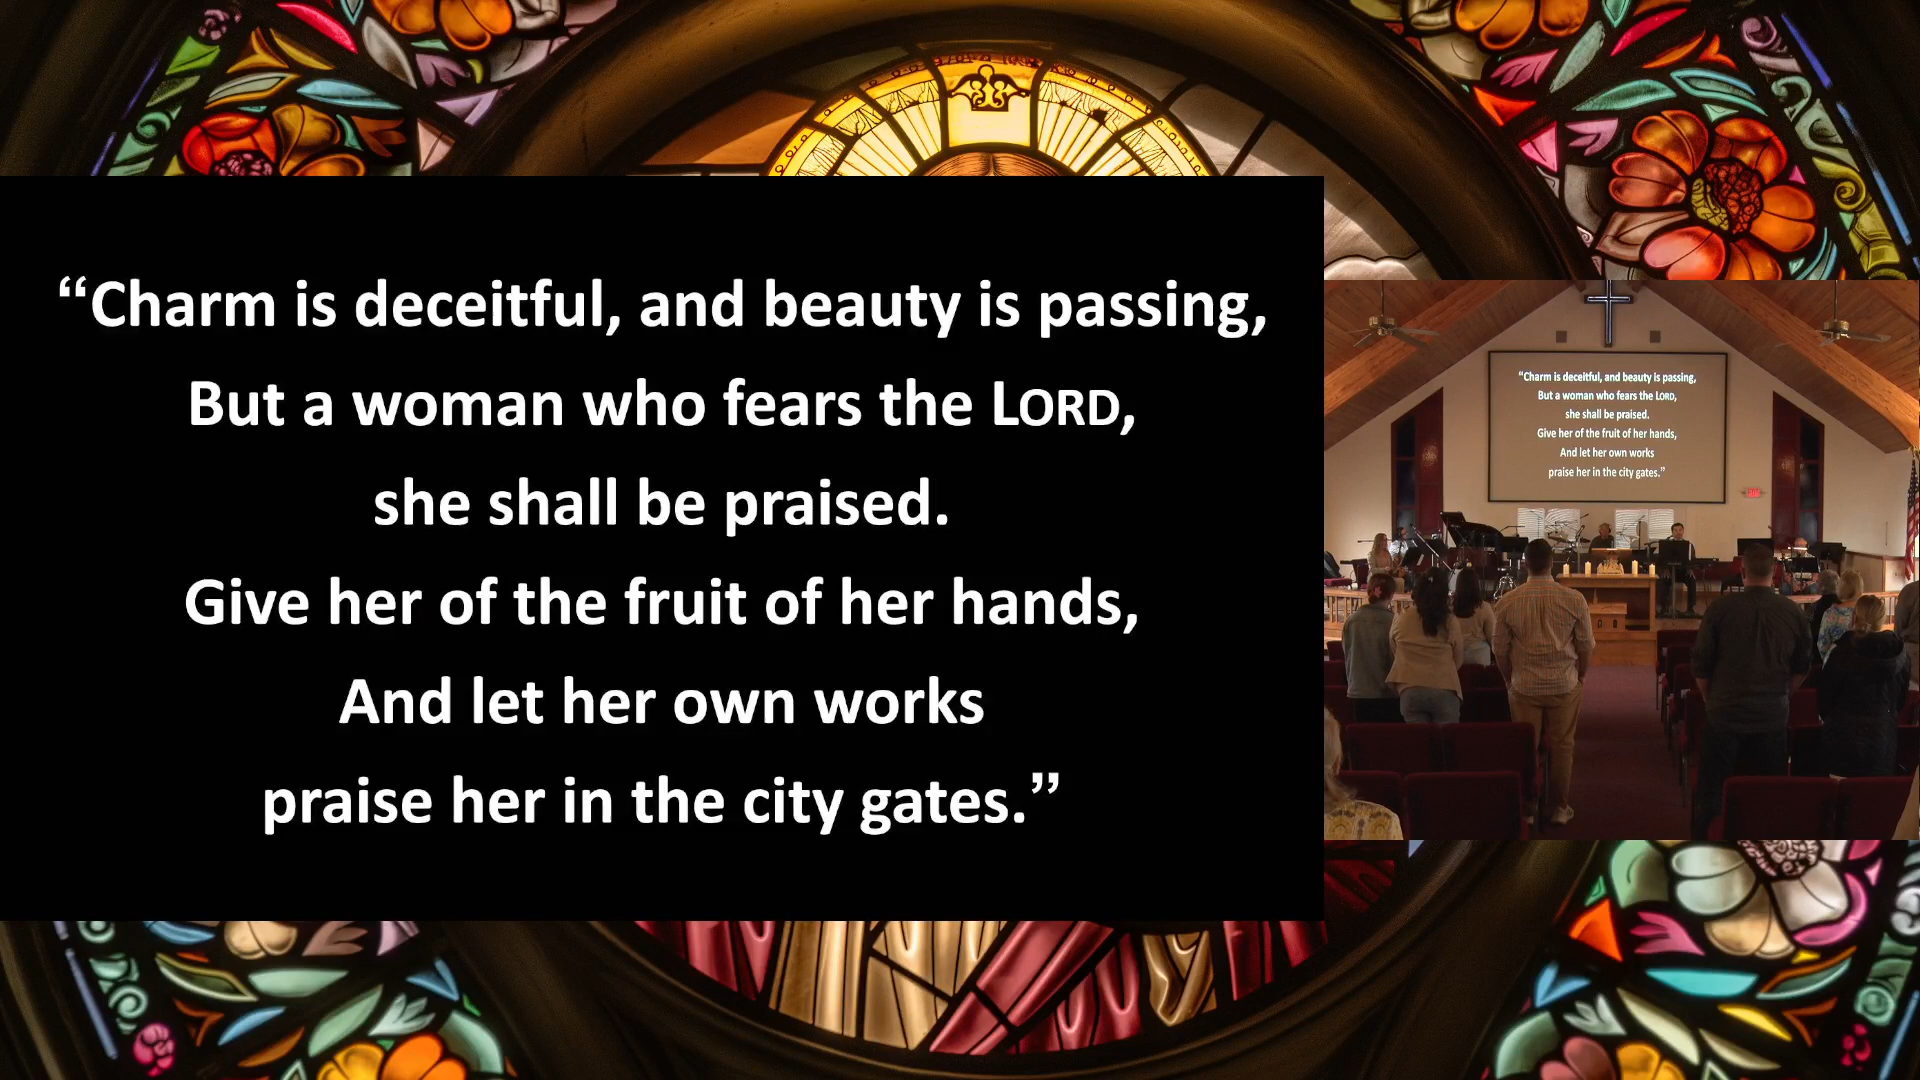 “Charm is deceitful, and beauty is passing,
But a woman who fears the LORD,
she shall be praised.
Give her of the fruit of her hands,
And let her own works
praise her in the city gates.”
“Charm is deceitful, and beauty is passing,
But a woman who fears the LORD,
she shall be praised.
Give her of the fruit of her hands,
And let her own works
praise her in the city gates.”